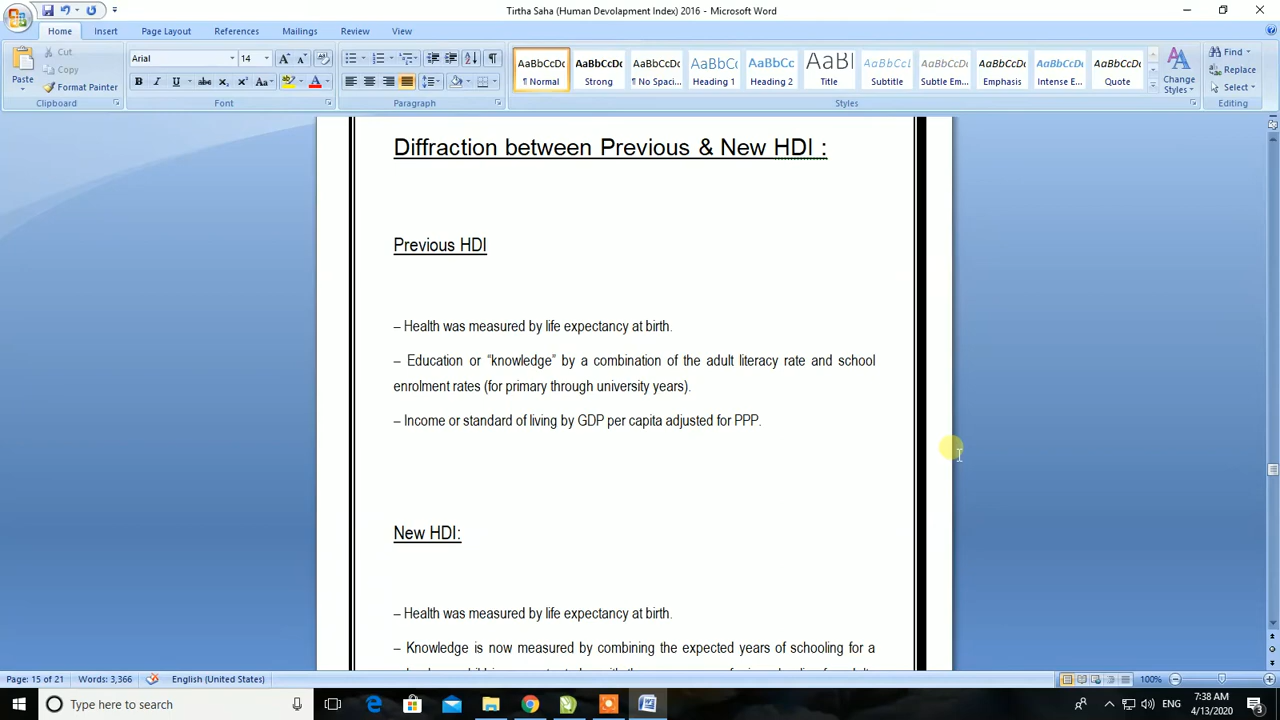 Tirtha Saha (Human Devolapment Index) 2016 - Microsoft Word
Home Insert Page Layout References Mailings Review View
Paste
Cut
Copy
Format Painter
Clipboard
Arial 14
Font
Paragraph
AaBbCcDc AaBbCcDc AaBbCcDc AaBbCc AaBbCc AaBl AaBbCcDc AaBbCcDc AaBbCcDc AaBbCcDc AaBbCcDc
¶ Normal Strong ¶ No Spaci... Heading 1 Heading 2 Title Subtitle Subtle Em... Emphasis Intense E... Quote
Styles
Change
Styles
Find
Replace
Select
Editing
Diffraction between Previous & New HDI :
Previous HDI
– Health was measured by life expectancy at birth.
– Education or “knowledge” by a combination of the adult literacy rate and school
enrolment rates (for primary through university years).
– Income or standard of living by GDP per capita adjusted for PPP.
New HDI:
– Health was measured by life expectancy at birth.
– Knowledge is now measured by combining the expected years of schooling for a
Page: 15 of 21 Words: 3,366 English (United States) 100%
Type here to search
ENG
7:38 AM
4/13/2020